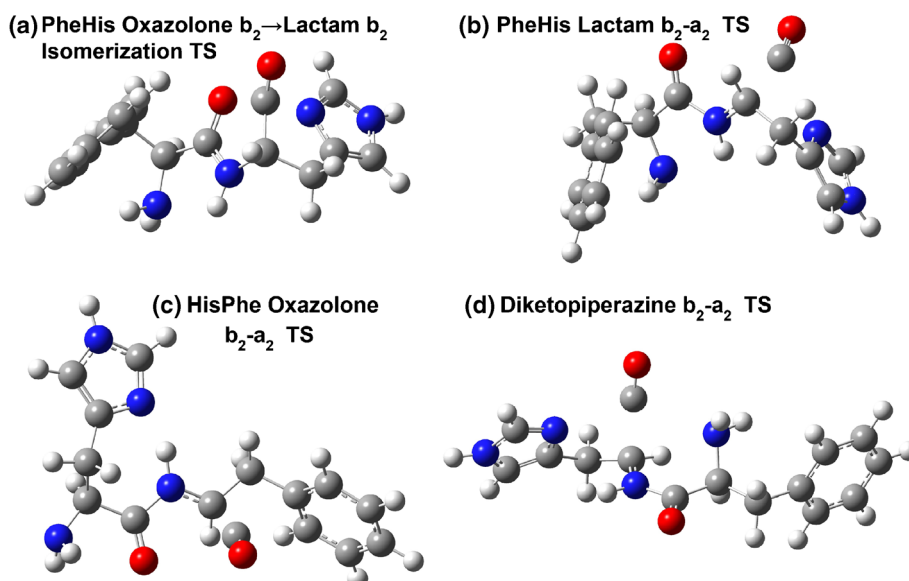 (a) PheHis Oxazolone b₂→Lactam b₂
Isomerization TS
(b) PheHis Lactam b₂-a₂ TS
(c) HisPhe Oxazolone
b₂-a₂ TS
(d) Diketopiperazine b₂-a₂ TS